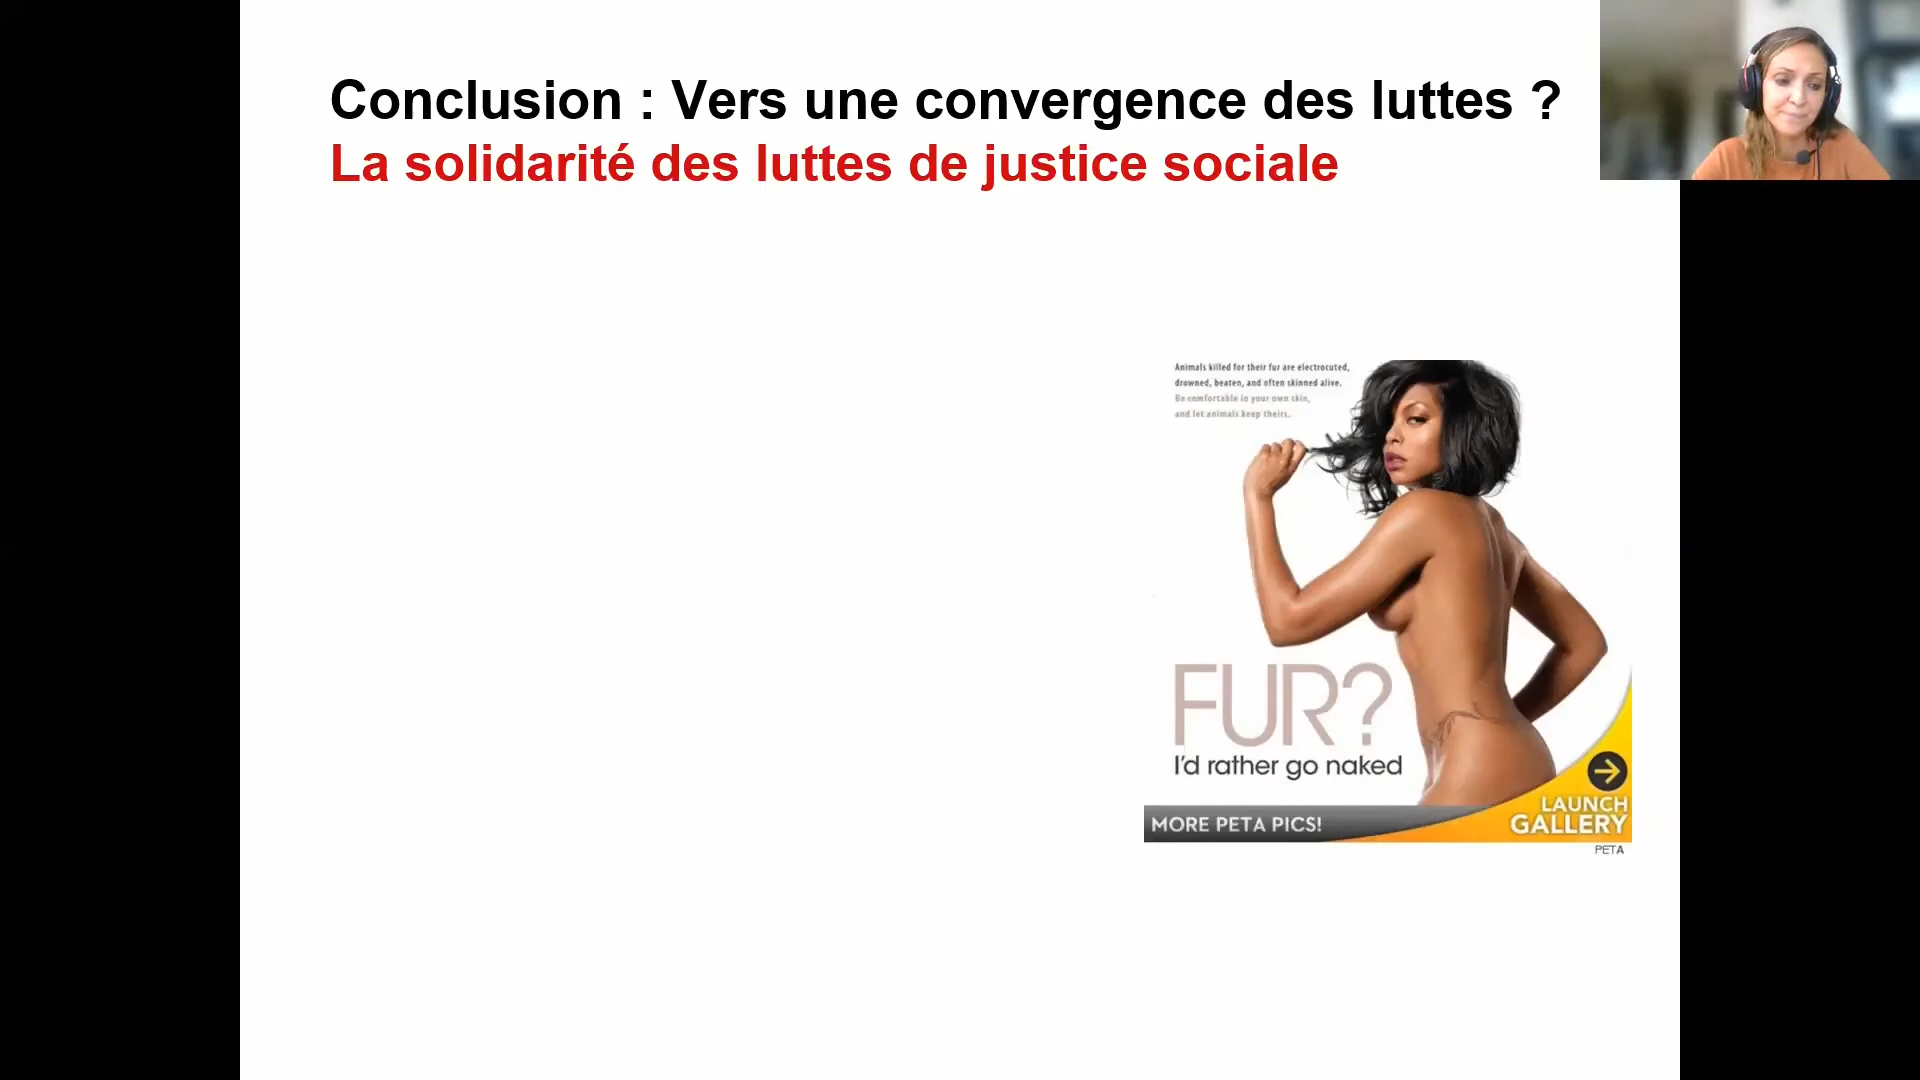 Conclusion : Vers une convergence des luttes ?
La solidarité des luttes de justice sociale
Animals killed for their fur are electrocuted,
drowned, beaten, and often skinned alive.
Be comfortable in your own skin,
and let animals keep theirs.
FUR?
I'd rather go naked
LAUNCH
GALLERY
MORE PETA PICS!
PETA